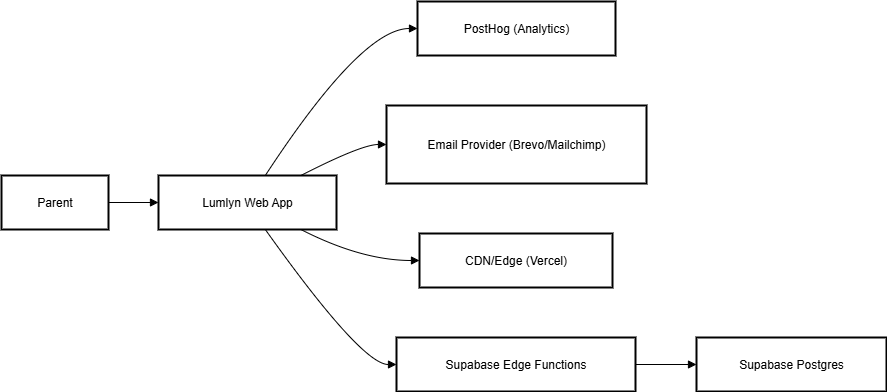 PostHog (Analytics)
Email Provider (Brevo/Mailchimp)
Parent
Lumlyn Web App
CDN/Edge (Vercel)
Supabase Edge Functions
Supabase Postgres